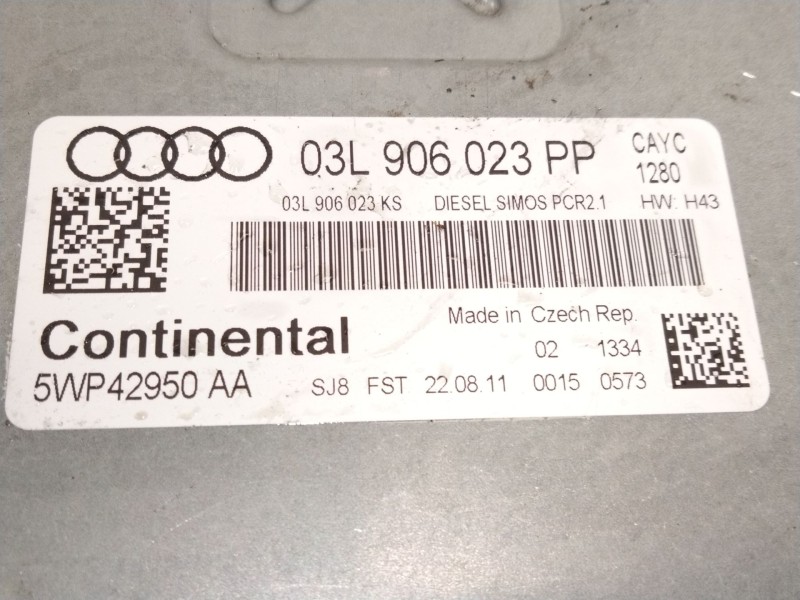 03L 906 023 PP CAYC
1280
03L 906 023 KS DIESEL SIMOS PCR2.1 HW: H43
Made in Czech Rep.
Continental
02 1334
5WP42950 AA SJ8 FST 22.08.11 0015 0573